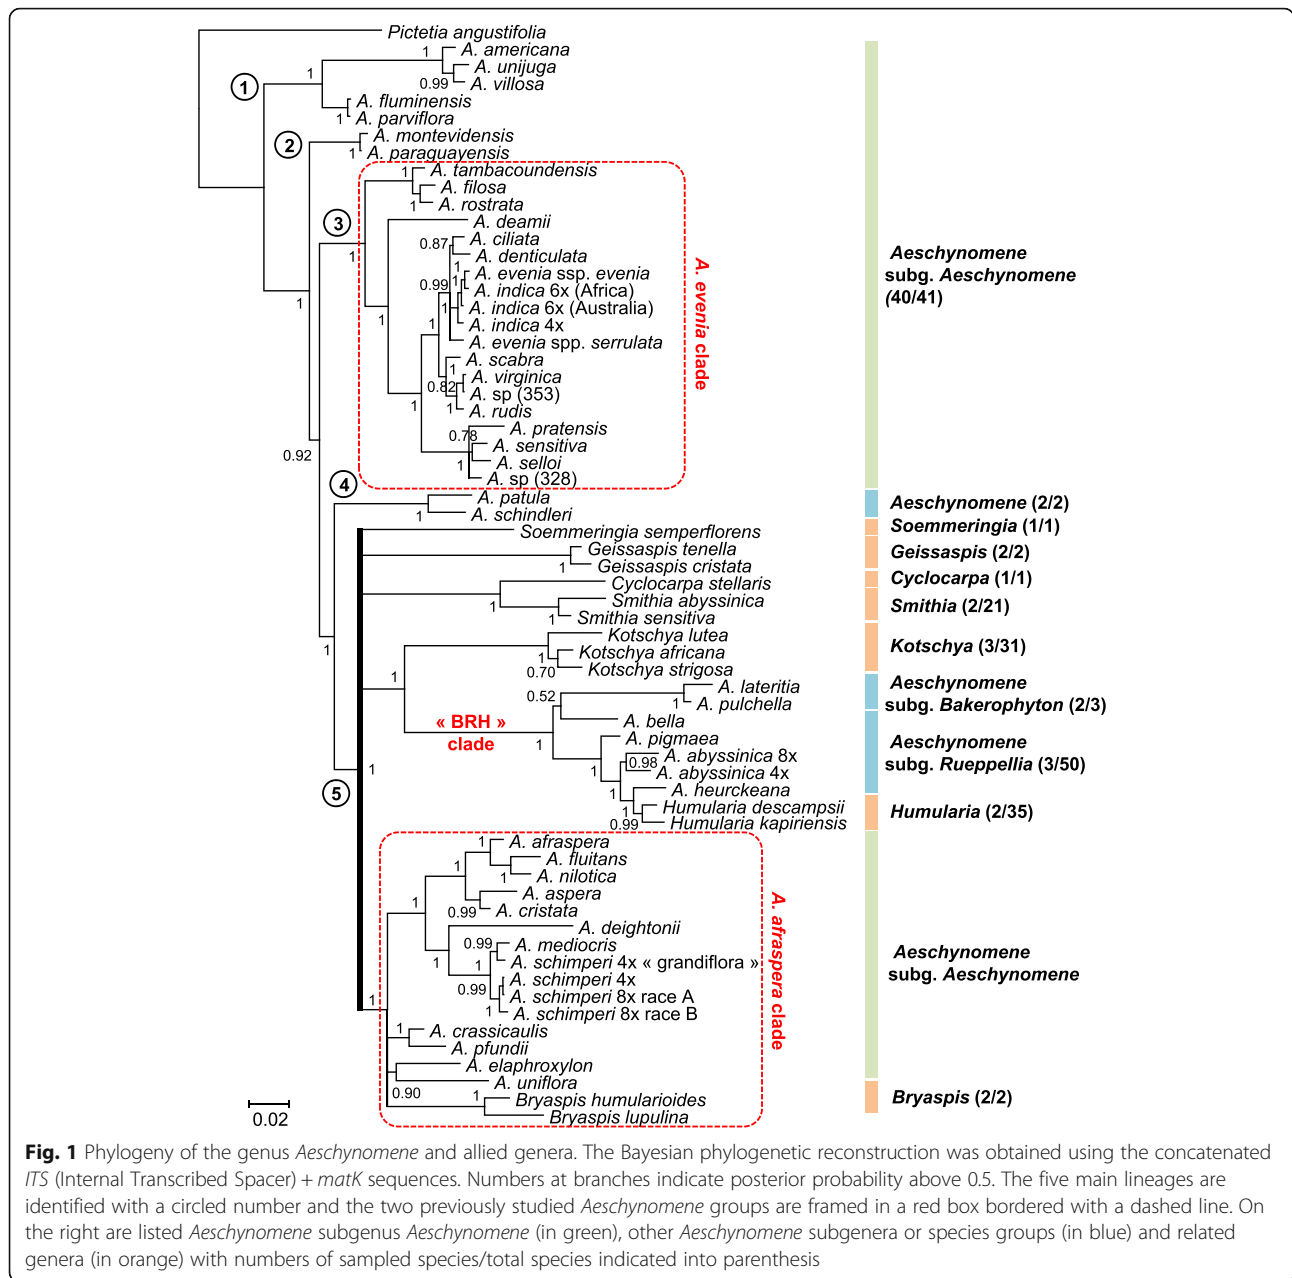 Pictetia angustifolia
1
A. americana
1
A. unijuga
0.99
A. villosa
1
A. fluminensis
1
A. parviflora
2
A. montevidensis
1
A. paraguayensis
1
A. tambacoundensis
A. filosa
1
A. rostrata
3
1
A. deamii
0.87
A. ciliata
A. denticulata
1
A. evenia ssp. evenia
1
0.99
A. indica 6x (Africa)
1
A. indica 6x (Australia)
1
1
1
A. indica 4x
A. evenia spp. serrulata
A. scabra
1
0.82
A. virginica
A. sp (353)
1
1
A. rudis
0.78
A. pratensis
A. sensitiva
1
A. selloi
A. sp (328)
A. evenia clade
0.92
4
A. patula
1
A. schindleri
Soemmeringia semperflorens
Geissaspis tenella
1
Geissaspis cristata
Cyclocarpa stellaris
1
Smithia abyssinica
1
Smithia sensitiva
1
Kotschya lutea
1
Kotschya africana
0.70
Kotschya strigosa
1
0.52
A. lateritia
1
A. pulchella
« BRH »
clade
A. bella
1
A. pigmaea
A. abyssinica 8x
0.98
1
A. abyssinica 4x
1
A. heurckeana
1
Humularia descampsii
0.99
Humularia kapiriensis
5
1
1
A. afraspera
1
A. fluitans
1
A. nilotica
A. aspera
0.99
A. cristata
1
A. deighthonii
0.99
A. mediocris
1
1
A. schimperi 4x « grandiflora »
A. schimperi 4x
0.99
A. schimperi 8x race A
1
A. schimperi 8x race B
1
1
A. crassicaulis
A. pfundii
A. elaphroxylon
0.90
A. uniflora
1
Bryaspis humularioides
Bryaspis lupulina
A. afraspera clade
Aeschynomene
subg. Aeschynomene
(40/41)
Aeschynomene (2/2)
Soemmeringia (1/1)
Geissaspis (2/2)
Cyclocarpa (1/1)
Smithia (2/21)
Kotschya (3/31)
Aeschynomene
subg. Bakerophyton (2/3)
Aeschynomene
subg. Rueppellia (3/50)
Humularia (2/35)
Aeschynomene
subg. Aeschynomene
Bryaspis (2/2)
0.02
Fig. 1 Phylogeny of the genus Aeschynomene and allied genera. The Bayesian phylogenetic reconstruction was obtained using the concatenated
ITS (Internal Transcribed Spacer) + matK sequences. Numbers at branches indicate posterior probability above 0.5. The five main lineages are
identified with a circled number and the two previously studied Aeschynomene groups are framed in a red box bordered with a dashed line. On
the right are listed Aeschynomene subgenus Aeschynomene (in green), other Aeschynomene subgenera or species groups (in blue) and related
genera (in orange) with numbers of sampled species/total species indicated into parenthesis